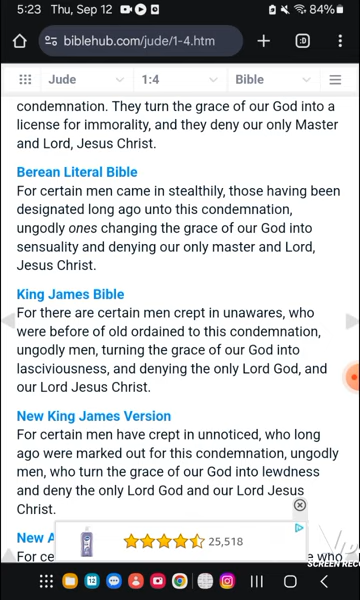 5:23 Thu, Sep 12 84%
biblehub.com/jude/1-4.htm
Jude 1:4 Bible
condemnation. They turn the grace of our God into a
license for immorality, and they deny our only Master
and Lord, Jesus Christ.
Berean Literal Bible
For certain men came in stealthily, those having been
designated long ago unto this condemnation,
ungodly ones changing the grace of our God into
sensuality and denying our only master and Lord,
Jesus Christ.
King James Bible
For there are certain men crept in unawares, who
were before of old ordained to this condemnation,
ungodly men, turning the grace of our God into
lasciviousness, and denying the only Lord God, and
our Lord Jesus Christ.
New King James Version
For certain men have crept in unnoticed, who long
ago were marked out for this condemnation, ungodly
men, who turn the grace of our God into lewdness
and deny the only Lord God and our Lord Jesus
Christ.
25,518
New A
For ce
who
SCREEN REC
12